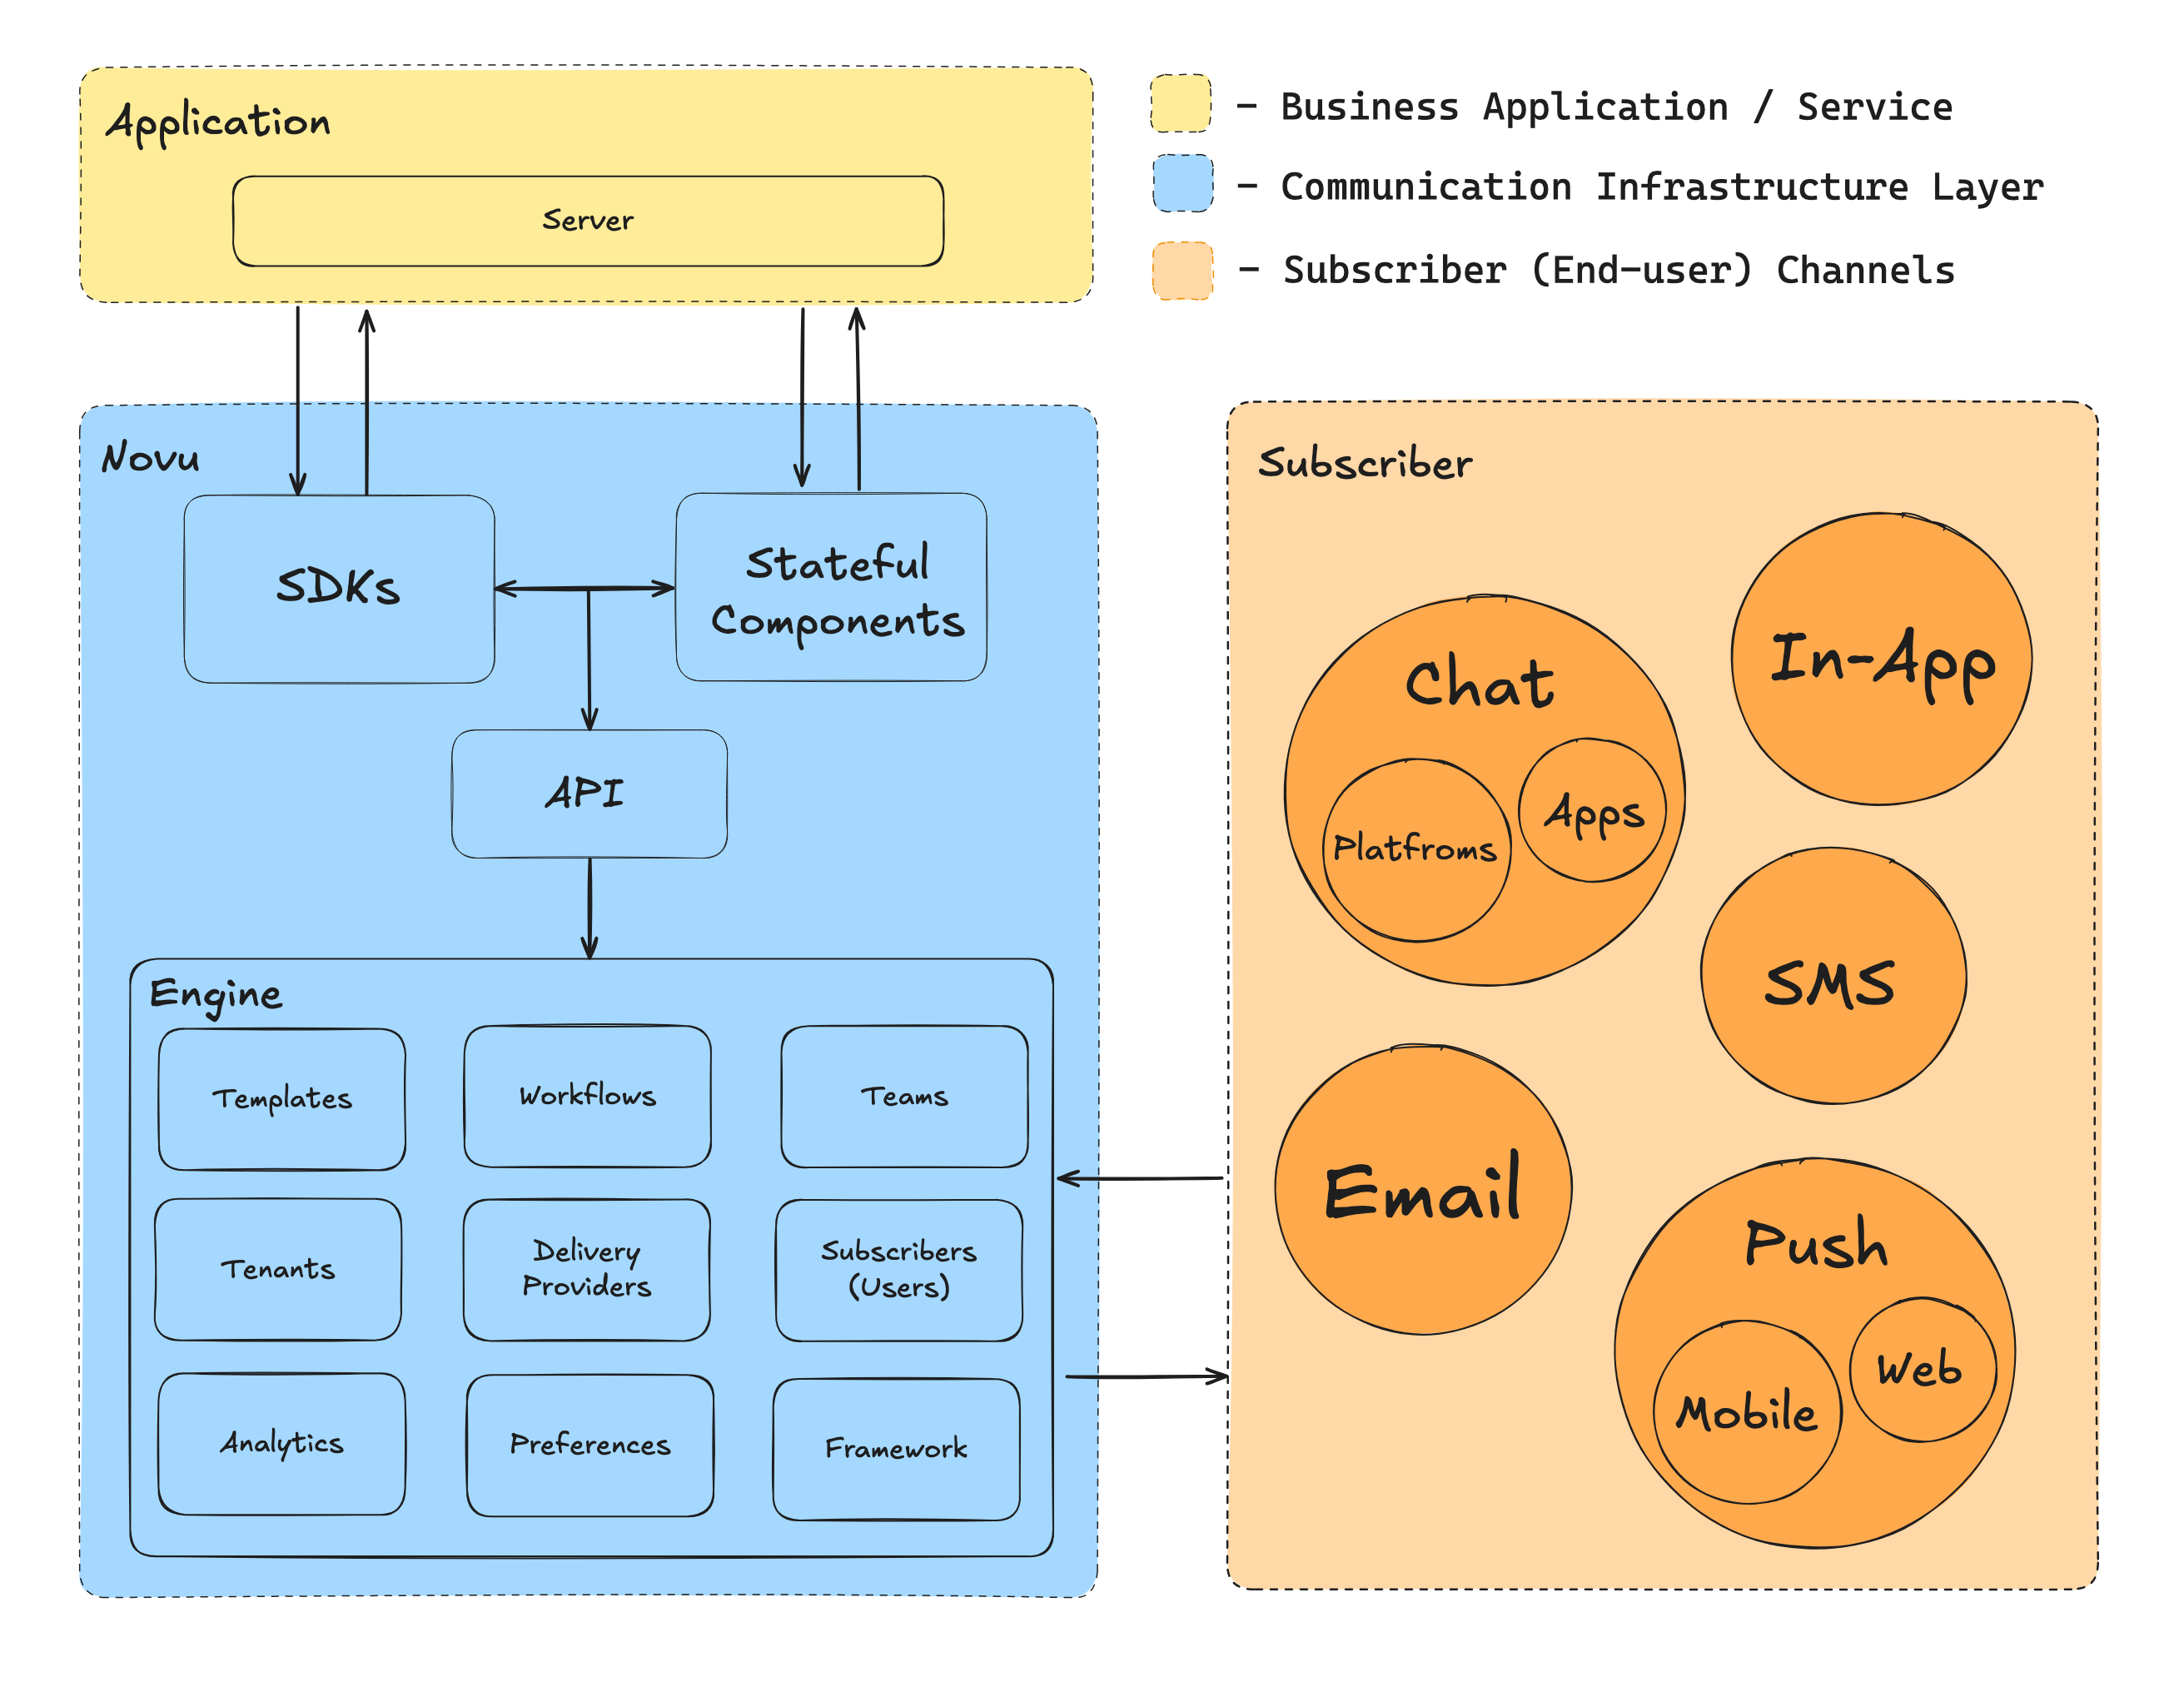 Application
Server
– Business Application / Service
– Communication Infrastructure Layer
– Subscriber (End-user) Channels
Novu
SDKs
Stateful
Components
API
Engine
Templates
Workflows
Teams
Tenants
Delivery
Providers
Subscribers
(Users)
Analytics
Preferences
Framework
Subscriber
In-App
Chat
Platfroms
Apps
SMS
Email
Push
Mobile
Web